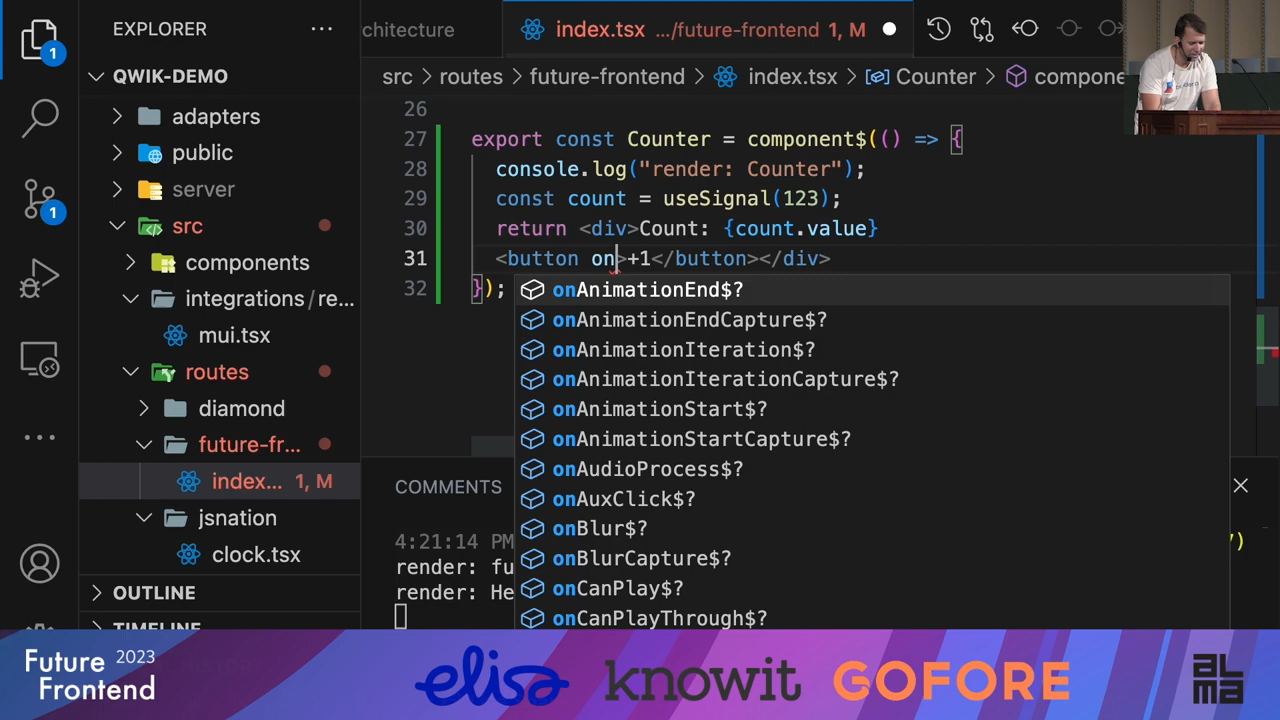 EXPLORER
QWIK-DEMO
adapters
public
server
src
components
integrations/re...
mui.tsx
routes
diamond
future-fr...
index... 1, M
jsnation
clock.tsx
OUTLINE
TIMELINE
1
1
chitecture
index.tsx .../future-frontend 1, M
src > routes > future-frontend > index.tsx > Counter > compone
26
27 export const Counter = component$(() => {
28 console.log("render: Counter");
29 const count = useSignal(123);
30 return <div>Count: {count.value}
31 <button on>+1</button></div>
32 });
onAnimationEnd$?
onAnimationEndCapture$?
onAnimationIteration$?
onAnimationIterationCapture$?
onAnimationStart$?
onAnimationStartCapture$?
onAudioProcess$?
onAuxClick$?
onBlur$?
onBlurCapture$?
onCanPlay$?
onCanPlayThrough$?
COMMENTS
4:21:14 PM
render: fu
render: He
Future 2023
Frontend
elisa
knowit
GOFORE
ALMA